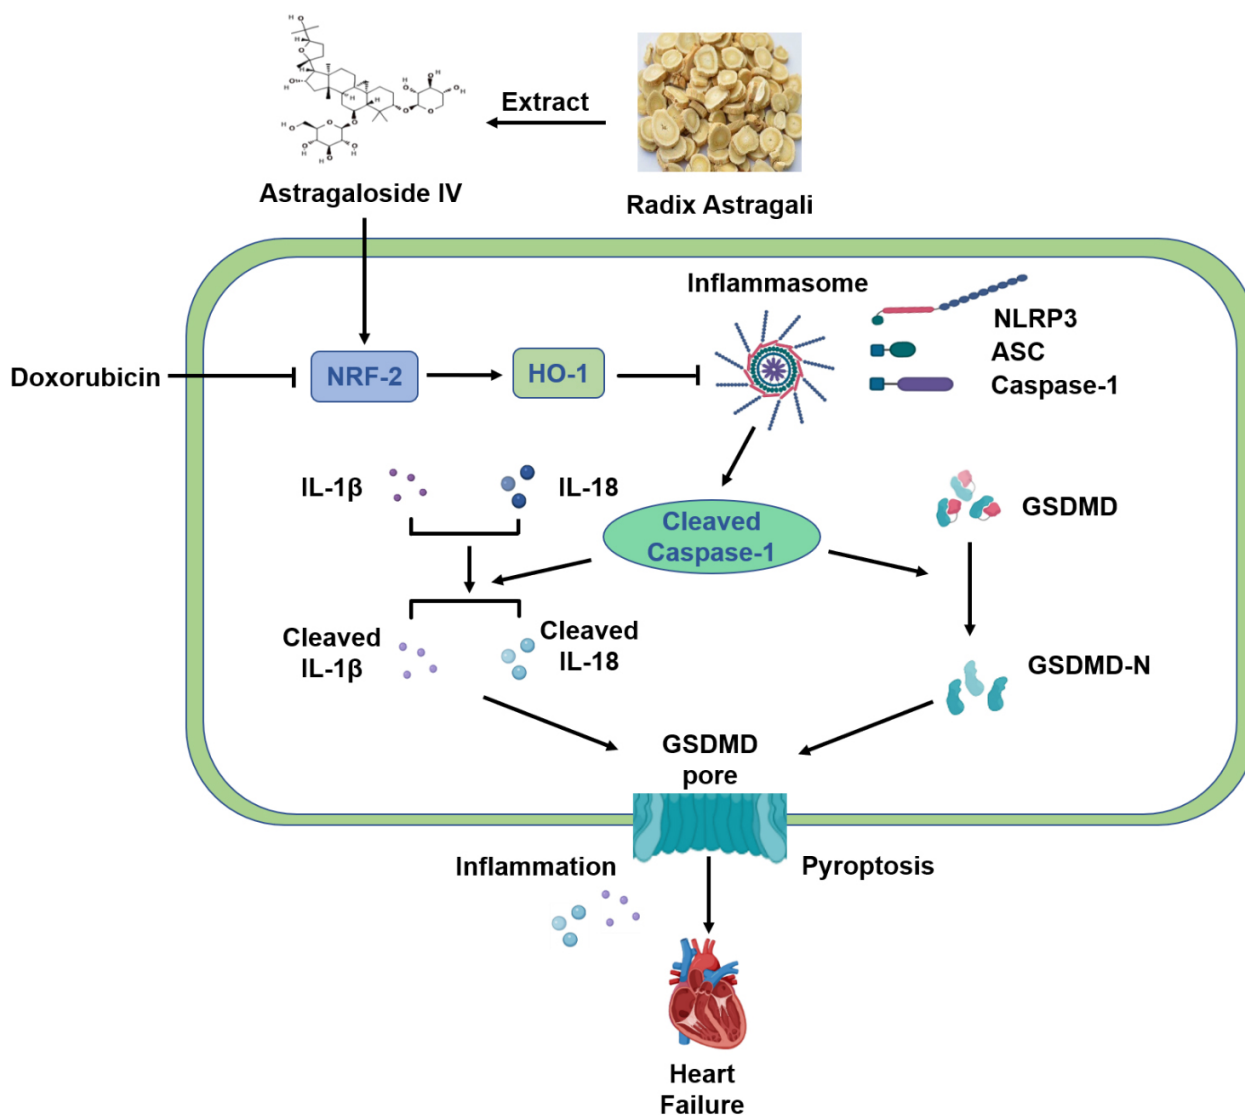 Extract
Astragaloside IV
Radix Astragali
Inflammasome
NLRP3
ASC
Caspase-1
Doxorubicin
NRF-2
HO-1
IL-1β
IL-18
Cleaved
Caspase-1
GSDMD
Cleaved
IL-1β
Cleaved
IL-18
GSDMD-N
GSDMD
pore
Inflammation
Pyroptosis
Heart
Failure